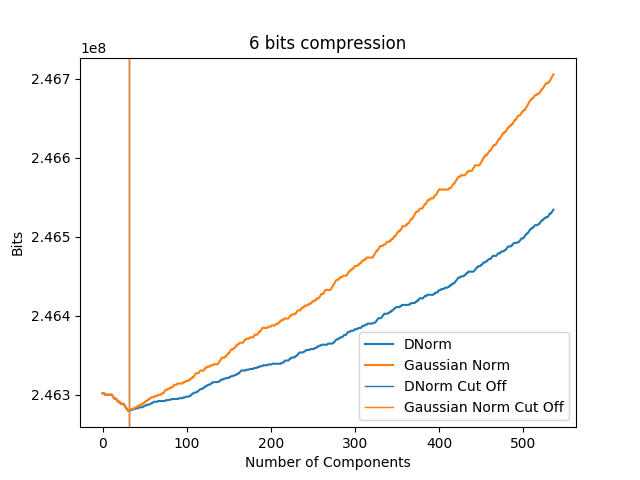 6 bits compression
1e8
2.467
2.466
2.465
2.464
2.463
Bits
DNorm
Gaussian Norm
DNorm Cut Off
Gaussian Norm Cut Off
0 100 200 300 400 500
Number of Components